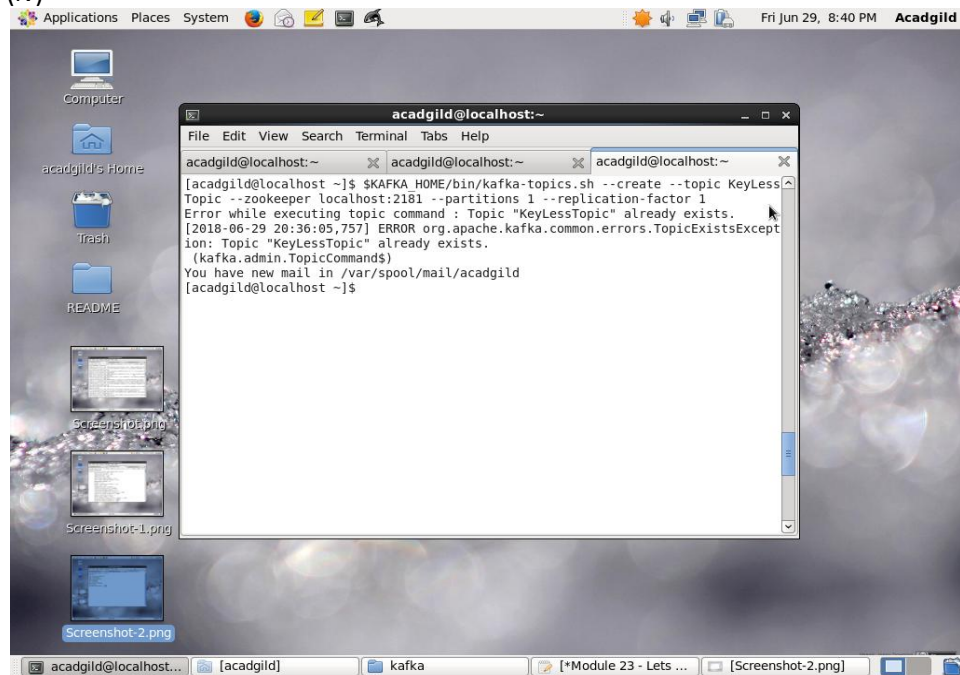 Applications Places System
Fri Jun 29, 8:40 PM Acadgild
Computer
acadgild's Home
Trash
README
Screenshot.png
Screenshot-1.png
Screenshot-2.png
acadgild@localhost:~
File Edit View Search Terminal Tabs Help
acadgild@localhost:~ acadgild@localhost:~ acadgild@localhost:~
[acadgild@localhost ~]$ $KAFKA_HOME/bin/kafka-topics.sh --create --topic KeyLess
Topic --zookeeper localhost:2181 --partitions 1 --replication-factor 1
Error while executing topic command : Topic "KeyLessTopic" already exists.
[2018-06-29 20:36:05,757] ERROR org.apache.kafka.common.errors.TopicExistsExcept
ion: Topic "KeyLessTopic" already exists.
 (kafka.admin.TopicCommand$)
You have new mail in /var/spool/mail/acadgild
[acadgild@localhost ~]$
acadgild@localhost... [acadgild] kafka [*Module 23 - Lets ... [Screenshot-2.png]